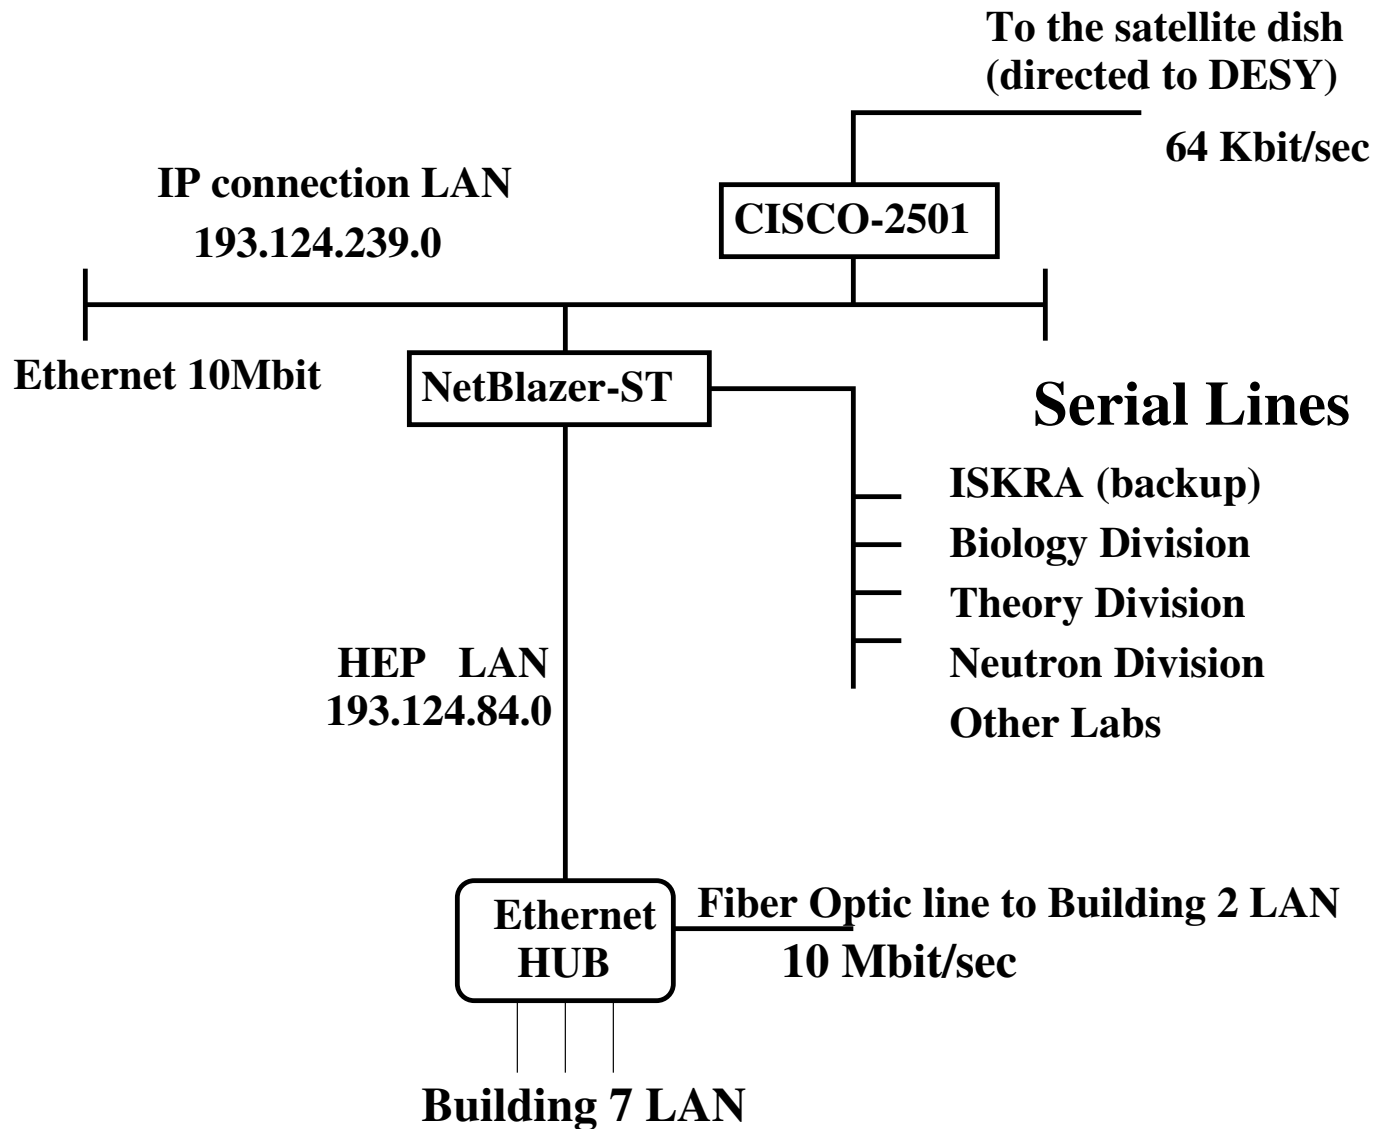 To the satellite dish
(directed to DESY)
64 Kbit/sec
IP connection LAN
193.124.239.0
CISCO-2501
Ethernet 10Mbit
NetBlazer-ST
Serial Lines
ISKRA (backup)
Biology Division
Theory Division
Neutron Division
Other Labs
HEP LAN
193.124.84.0
Ethernet
HUB
Fiber Optic line to Building 2 LAN
10 Mbit/sec
Building 7 LAN